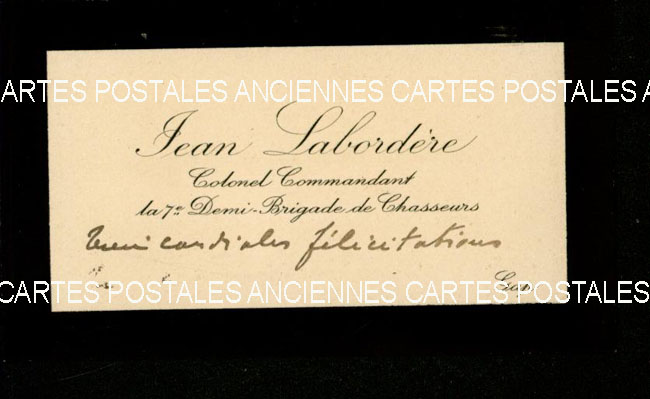 CARTES POSTALES ANCIENNES CARTES POSTALES A
Jean Labordère
Colonel Commandant
la 7e Demi-Brigade de Chasseurs
cordiales félicitations
CARTES POSTALES ANCIENNES CARTES POSTALES